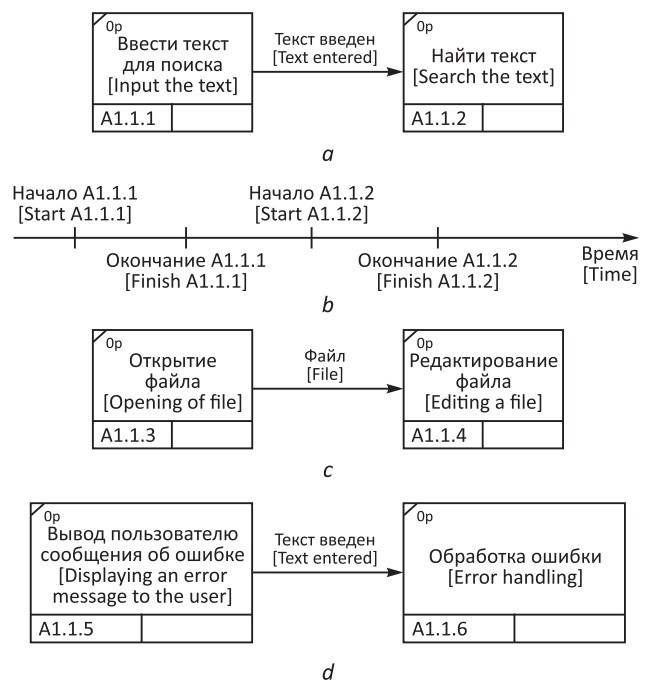 0р
Ввести текст
для поиска
[Input the text]
A1.1.1
Текст введен
[Text entered]
0р
Найти текст
[Search the text]
A1.1.2
a
Начало A1.1.1
[Start A1.1.1]
Начало A1.1.2
[Start A1.1.2]
Окончание A1.1.1
[Finish A1.1.1]
Окончание A1.1.2
[Finish A1.1.2]
Время
[Time]
b
0р
Открытие
файла
[Opening of file]
A1.1.3
Файл
[File]
0р
Редактирование
файла
[Editing a file]
A1.1.4
c
0р
Вывод пользователю
сообщения об ошибке
[Displaying an error
message to the user]
A1.1.5
Текст введен
[Text entered]
0р
Обработка ошибки
[Error handling]
A1.1.6
d